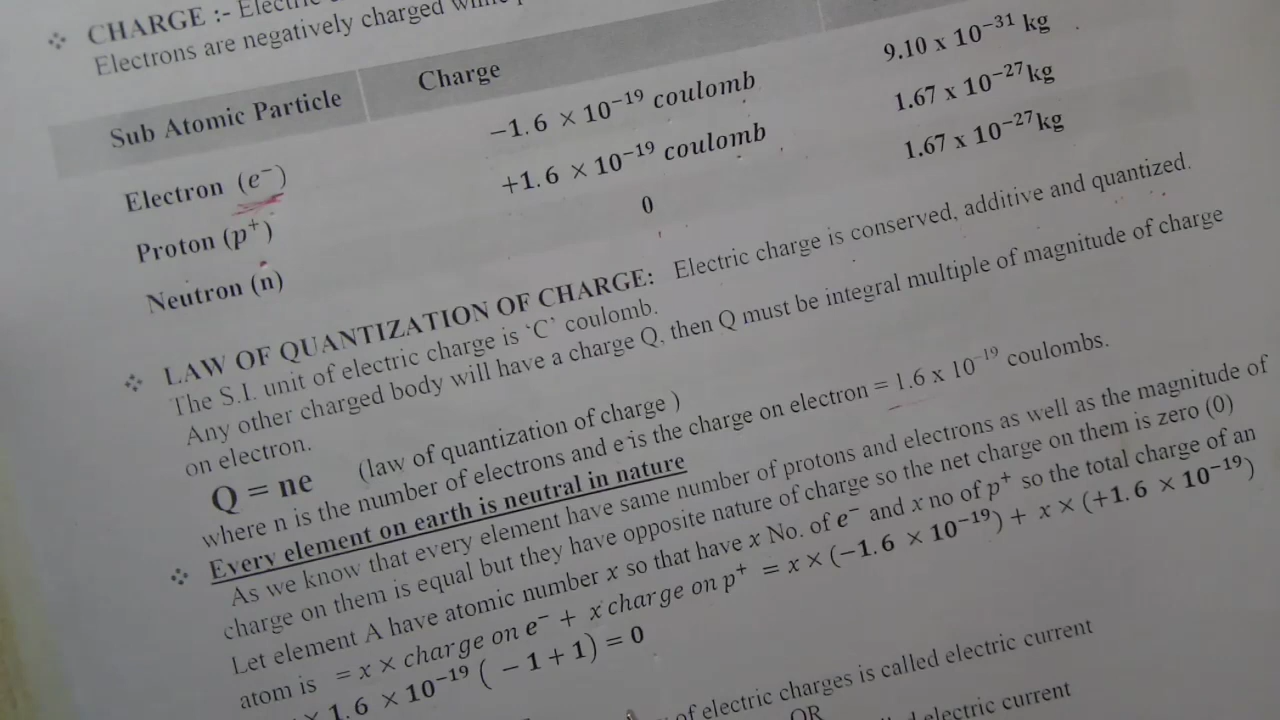 ❖ CHARGE :- Electric
Electrons are negatively charged while
Sub Atomic Particle Charge
Electron (e⁻) −1.6 × 10⁻¹⁹ coulomb 9.10 x 10⁻³¹ kg
Proton (p⁺) +1.6 × 10⁻¹⁹ coulomb 1.67 x 10⁻²⁷kg
Neutron (n) 0 1.67 x 10⁻²⁷kg
❖ LAW OF QUANTIZATION OF CHARGE: Electric charge is conserved, additive and quantized.
The S.I. unit of electric charge is 'C' coulomb.
Any other charged body will have a charge Q, then Q must be integral multiple of magnitude of charge
on electron.
Q = ne (law of quantization of charge )
where n is the number of electrons and e is the charge on electron = 1.6 x 10⁻¹⁹ coulombs.
❖ Every element on earth is neutral in nature
As we know that every element have same number of protons and electrons as well as the magnitude of
charge on them is equal but they have opposite nature of charge so the net charge on them is zero (0)
Let element A have atomic number x so that have x No. of e⁻ and x no of p⁺ so the total charge of an
atom is = x × charge on e⁻ + x charge on p⁺ = x × (−1.6 × 10⁻¹⁹) + x × (+1.6 × 10⁻¹⁹)
× 1.6 × 10⁻¹⁹ ( −1 + 1) = 0
of electric charges is called electric current
OR
electric current